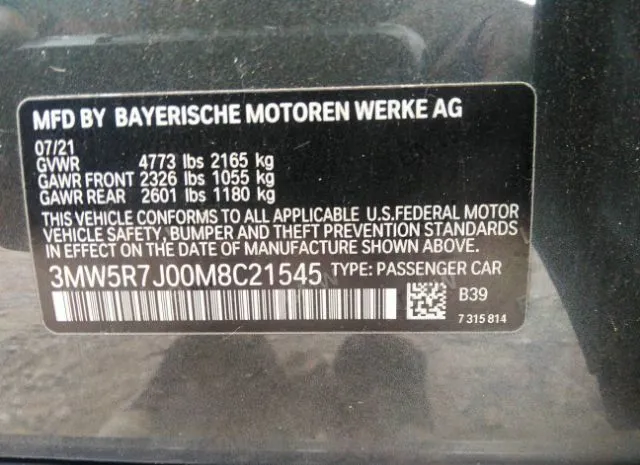 MFD BY BAYERISCHE MOTOREN WERKE AG
07/21
GVWR 4773 lbs 2165 kg
GAWR FRONT 2326 lbs 1055 kg
GAWR REAR 2601 lbs 1180 kg
THIS VEHICLE CONFORMS TO ALL APPLICABLE U.S.FEDERAL MOTOR
VEHICLE SAFETY, BUMPER AND THEFT PREVENTION STANDARDS
IN EFFECT ON THE DATE OF MANUFACTURE SHOWN ABOVE.
3MW5R7J00M8C21545 TYPE: PASSENGER CAR
B39
7 315 814